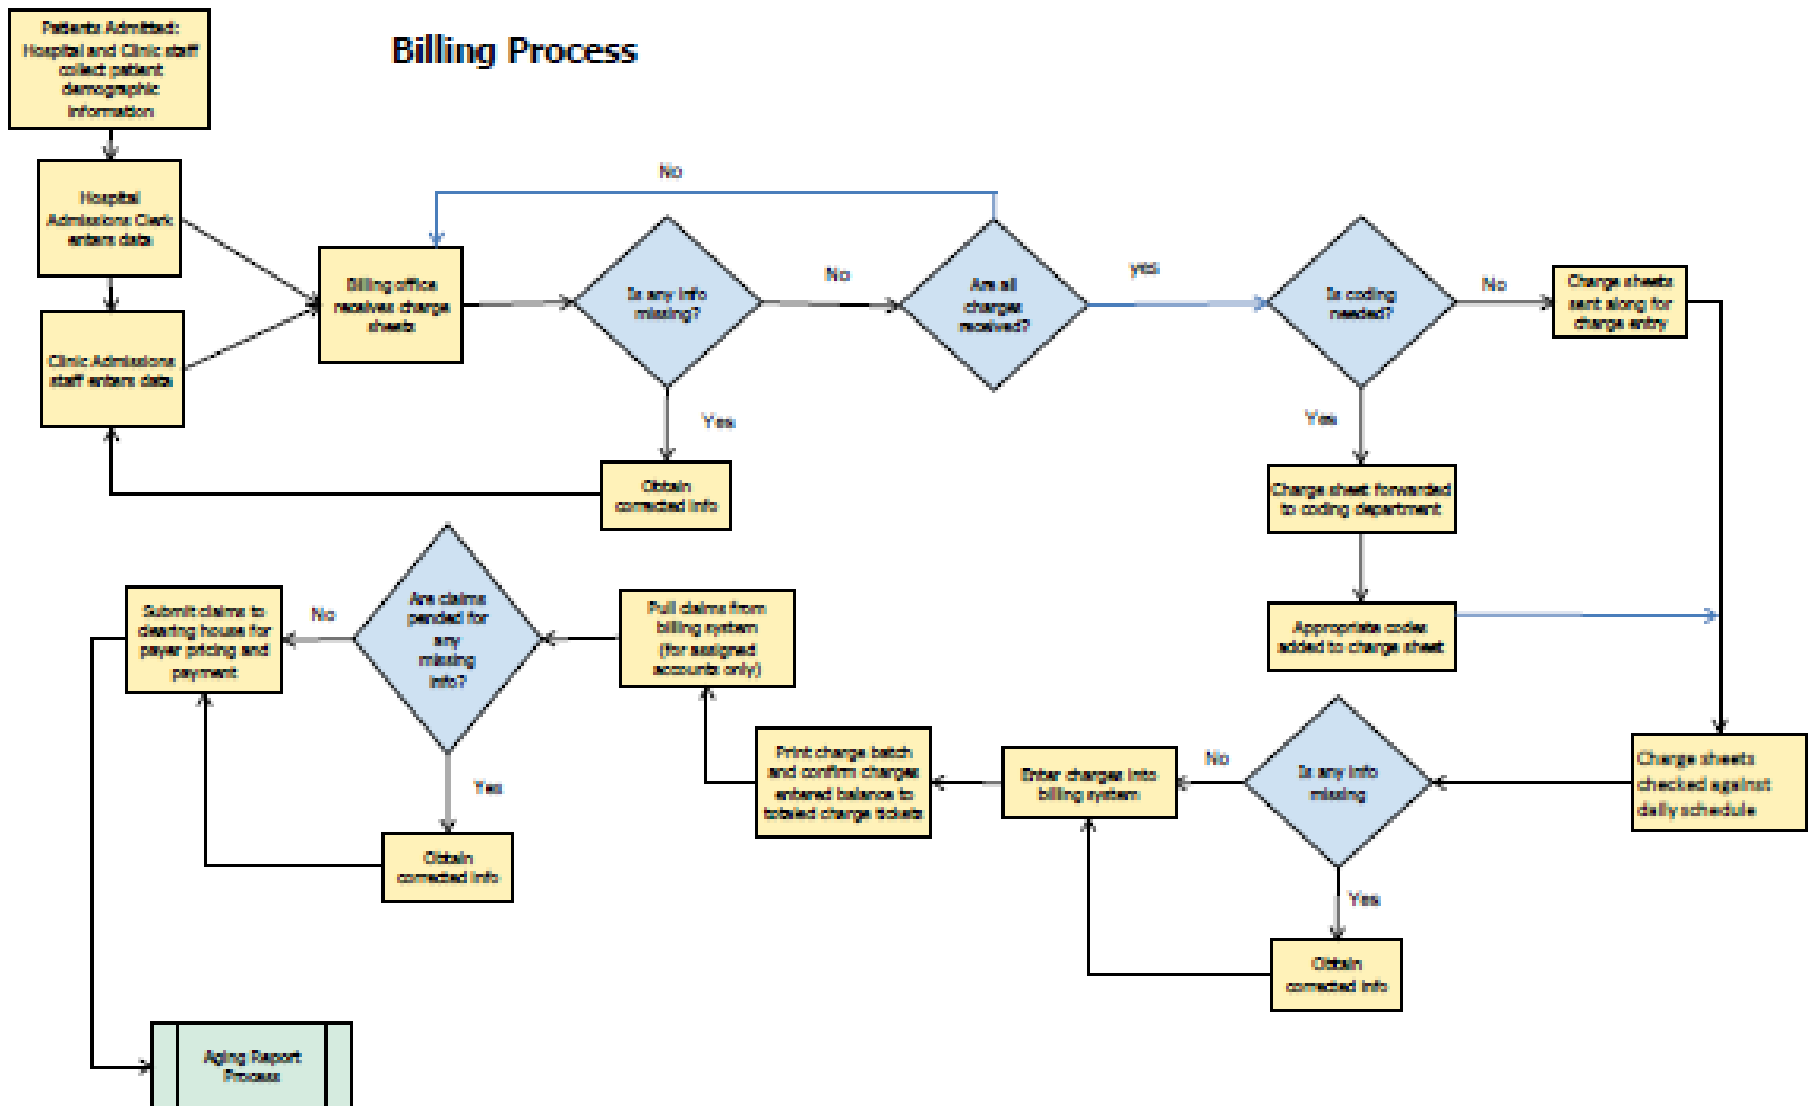 Billing Process
Patients Admitted:
Hospital and Clinic staff
collect patient
demographic
information
Hospital
Admissions Clerk
enters data
Clinic Admissions
staff enters data
Billing office
receives charge
sheets
Is any info
missing?
No
Yes
Obtain
corrected info
No
Are all
charges
received?
yes
Is coding
needed?
No
Charge sheets
sent along for
charge entry
Yes
Charge sheet forwarded
to coding department
Appropriate codes
added to charge sheet
Charge sheets
checked against
daily schedule
Is any info
missing
No
Yes
Obtain
corrected info
Enter charges into
billing system
Print charge batch
and confirm charges
entered balance to
totaled charge tickets
Pull claims from
billing system
(for assigned
accounts only)
Are claims
pended for
any
missing
info?
No
Yes
Obtain
corrected info
Submit claims to
clearing house for
payer pricing and
payment
Aging Report
Process